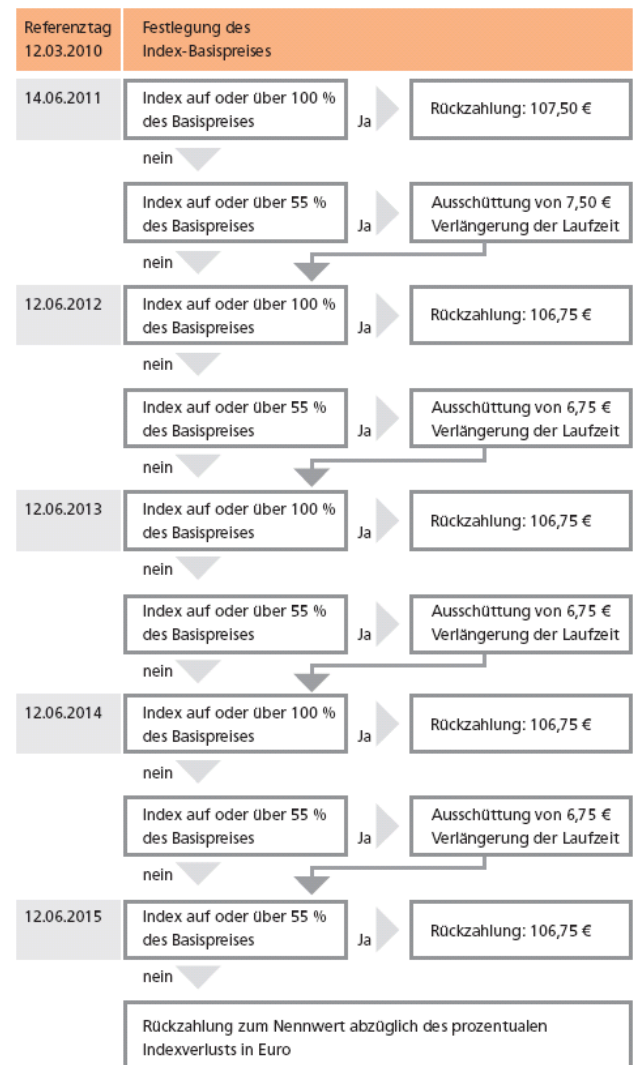 Referenztag
12.03.2010
Festlegung des
Index-Basispreises
14.06.2011
Index auf oder über 100 %
des Basispreises
Ja
Rückzahlung: 107,50 €
nein
Index auf oder über 55 %
des Basispreises
Ja
Ausschüttung von 7,50 €
Verlängerung der Laufzeit
nein
12.06.2012
Index auf oder über 100 %
des Basispreises
Ja
Rückzahlung: 106,75 €
nein
Index auf oder über 55 %
des Basispreises
Ja
Ausschüttung von 6,75 €
Verlängerung der Laufzeit
nein
12.06.2013
Index auf oder über 100 %
des Basispreises
Ja
Rückzahlung: 106,75 €
nein
Index auf oder über 55 %
des Basispreises
Ja
Ausschüttung von 6,75 €
Verlängerung der Laufzeit
nein
12.06.2014
Index auf oder über 100 %
des Basispreises
Ja
Rückzahlung: 106,75 €
nein
Index auf oder über 55 %
des Basispreises
Ja
Ausschüttung von 6,75 €
Verlängerung der Laufzeit
nein
12.06.2015
Index auf oder über 55 %
des Basispreises
Ja
Rückzahlung: 106,75 €
nein
Rückzahlung zum Nennwert abzüglich des prozentualen
Indexverlusts in Euro